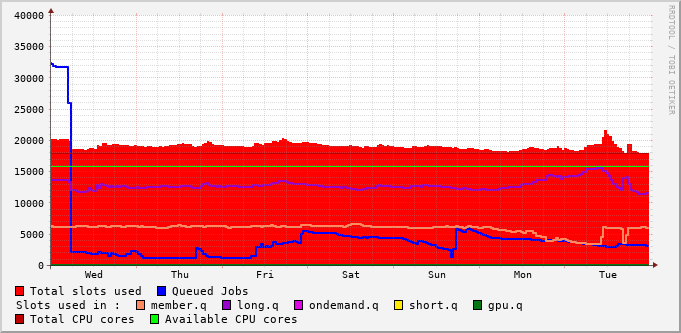 RRDTOOL / TOBI OETIKER
40000
35000
30000
25000
20000
15000
10000
5000
0
Wed Thu Fri Sat Sun Mon Tue
Total slots used Queued Jobs
Slots used in : member.q long.q ondemand.q short.q gpu.q
Total CPU cores Available CPU cores